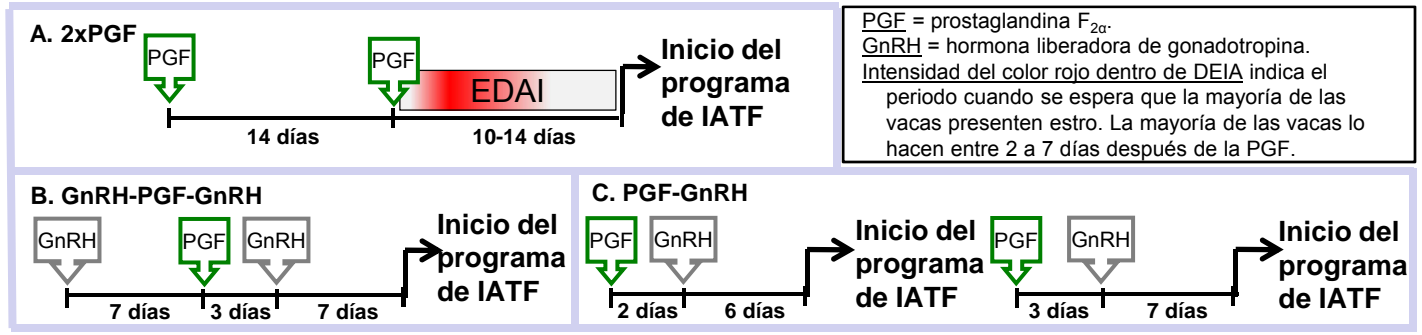 A. 2xPGF
PGF
PGF
EDAI
14 días
10-14 días
Inicio del
programa
de IATF
PGF = prostaglandina F2α.
GnRH = hormona liberadora de gonadotropina.
Intensidad del color rojo dentro de DEIA indica el
periodo cuando se espera que la mayoría de las
vacas presenten estro. La mayoría de las vacas lo
hacen entre 2 a 7 días después de la PGF.
B. GnRH-PGF-GnRH
GnRH
PGF
GnRH
7 días
3 días
7 días
Inicio del
programa
de IATF
C. PGF-GnRH
PGF
GnRH
2 días
6 días
Inicio del
programa
de IATF
PGF
GnRH
3 días
7 días
Inicio del
programa
de IATF